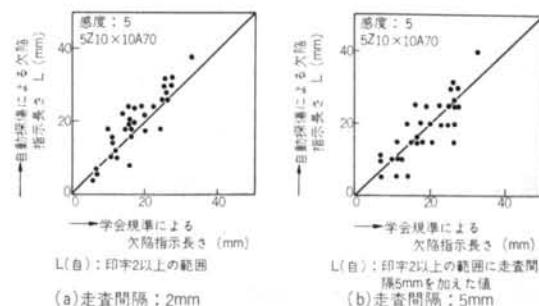 感度：5
5Z10×10A70
自動探傷による欠陥
指示長さ L (mm)
40
20
0
0
20
40
学会規準による
欠陥指示長さ (mm)
L(自)：印字2以上の範囲
(a)走査間隔：2mm
感度：5
5Z10×10A70
自動探傷による欠陥
指示長さ L (mm)
40
20
0
0
20
40
学会規準による
欠陥指示長さ (mm)
L(自)：印字2以上の範囲に走査間
隔5mmを加えた値
(b)走査間隔：5mm